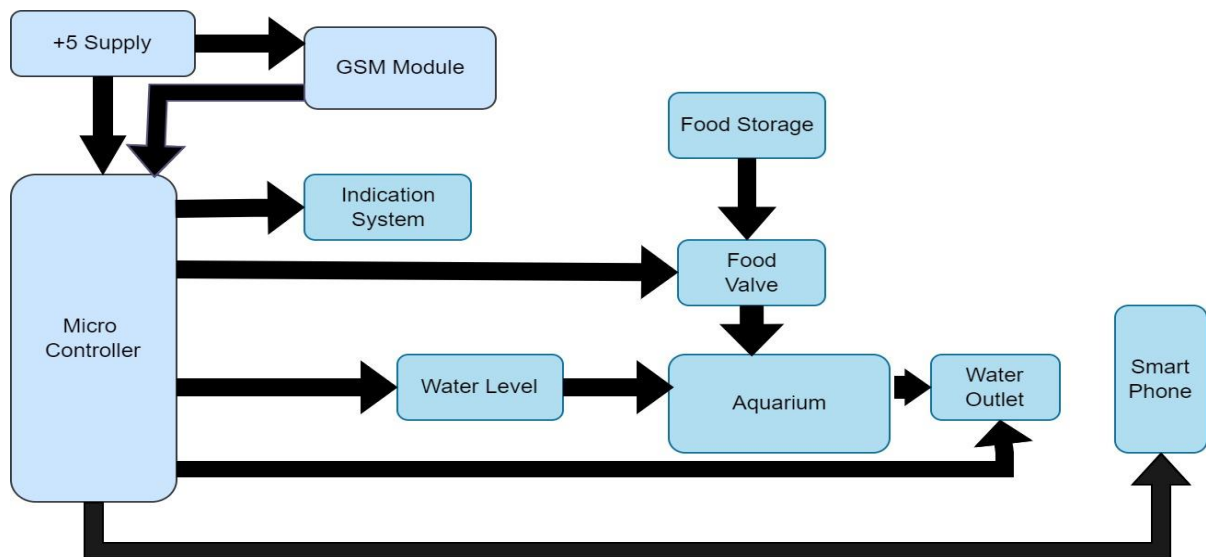 +5 Supply
GSM Module
Food Storage
Indication
System
Food
Valve
Micro
Controller
Water Level
Aquarium
Water
Outlet
Smart
Phone